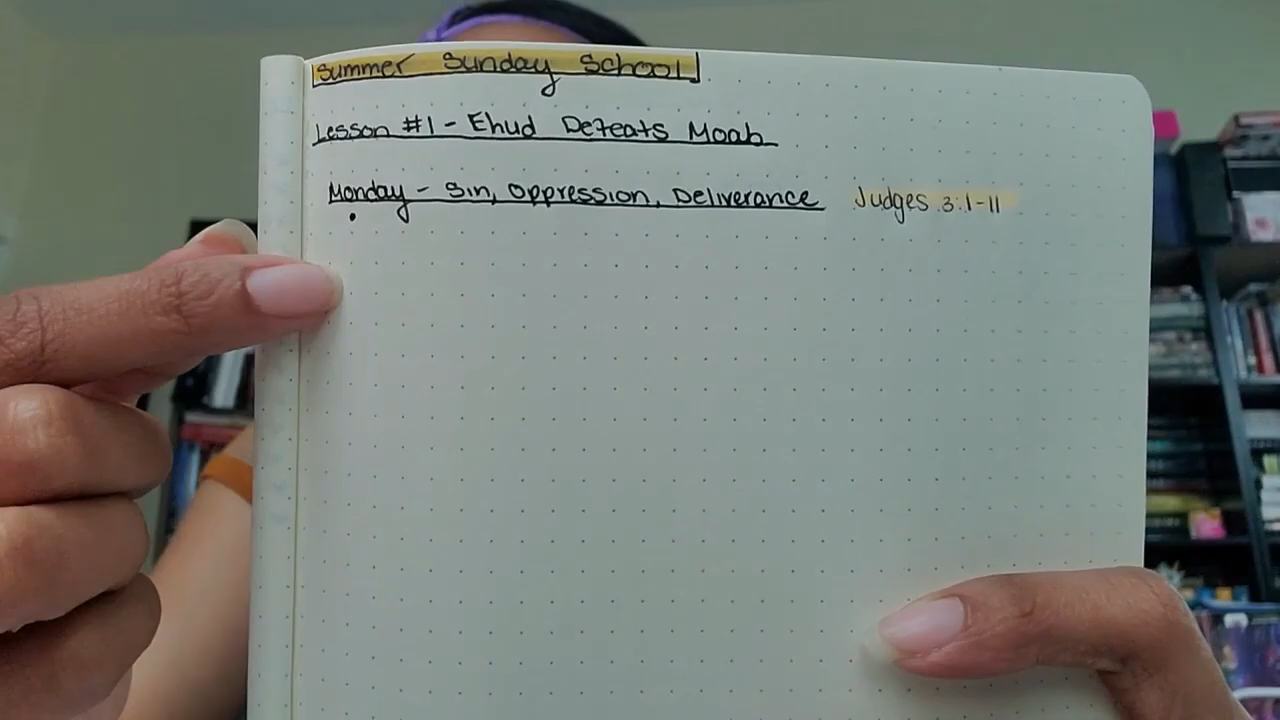 Summer Sunday School
Lesson #1 - Ehud Defeats Moab
Monday - Sin, Oppression, Deliverance Judges 3:1-11